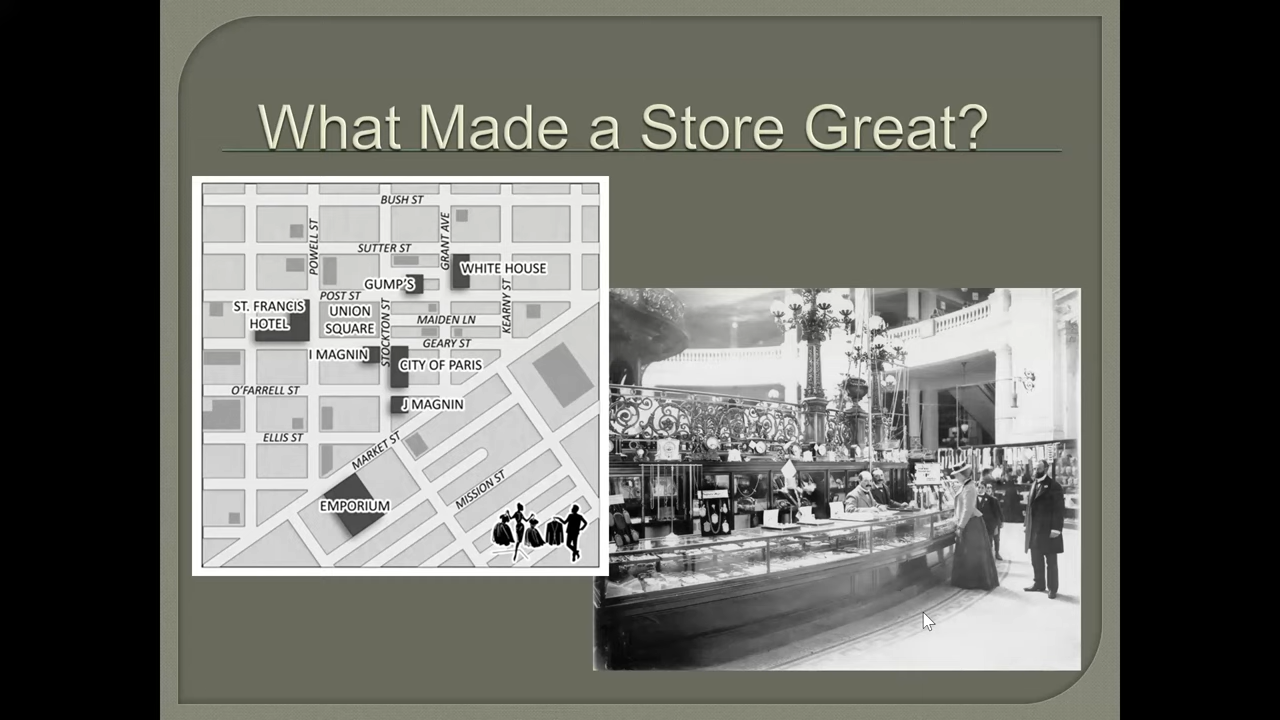 What Made a Store Great?
BUSH ST
POWELL ST
GRANT AVE
SUTTER ST
WHITE HOUSE
GUMP'S
POST ST
KEARNY ST
ST. FRANCIS
HOTEL
UNION
SQUARE
STOCKTON ST
MAIDEN LN
GEARY ST
I MAGNIN
CITY OF PARIS
O'FARRELL ST
J MAGNIN
ELLIS ST
MARKET ST
MISSION ST
EMPORIUM